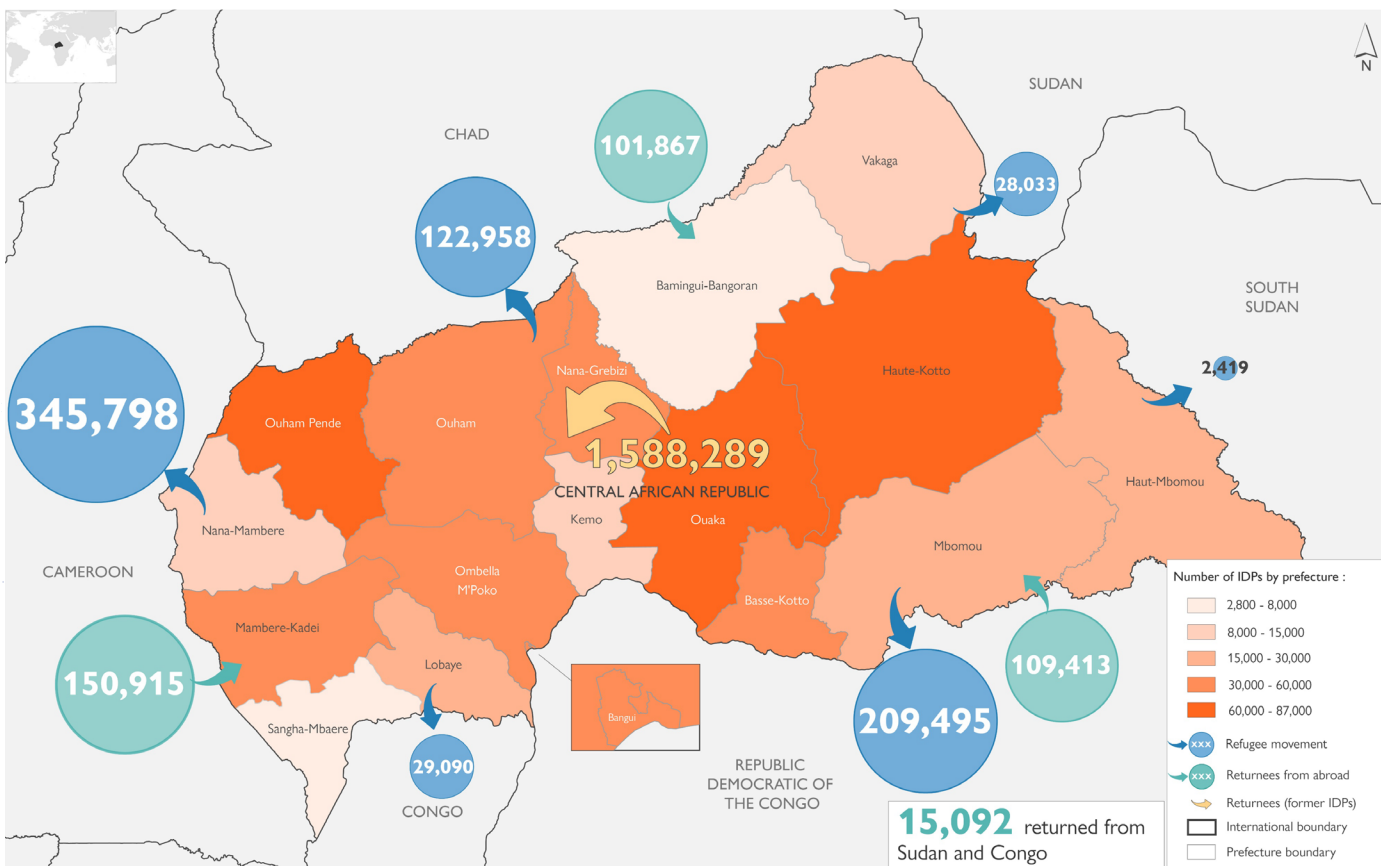 N
SUDAN
CHAD
101,867
Vakaga
28,033
122,958
Bamingui-Bangoran
SOUTH
SUDAN
2,419
Nana-Grebizi
Haute-Kotto
345,798
Ouham Pende
Ouham
1,588,289
CENTRAL AFRICAN REPUBLIC
Haut-Mbomou
Kemo
Ouaka
Nana-Mambere
Mbomou
CAMEROON
Ombella
M'Poko
Basse-Kotto
Mambere-Kadei
Lobaye
109,413
150,915
Sangha-Mbaere
Bangui
209,495
29,090
CONGO
REPUBLIC
DEMOCRATIC OF
THE CONGO
15,092 returned from
Sudan and Congo
Number of IDPs by prefecture :
2,800 - 8,000
8,000 - 15,000
15,000 - 30,000
30,000 - 60,000
60,000 - 87,000
xxx Refugee movement
xxx Returnees from abroad
Returnees (former IDPs)
International boundary
Prefecture boundary